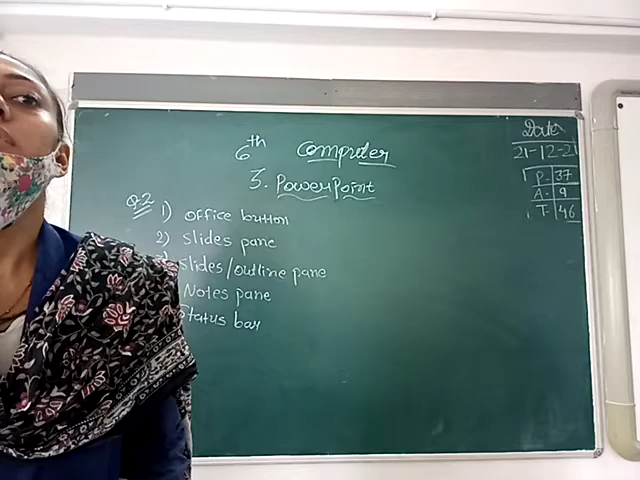 6th Computer
3. PowerPoint
Q.2 1) office button
2) slides pane
slides/outline pane
Notes pane
Status bar
Date
21-12-21
P. 37
A. 9
T. 46